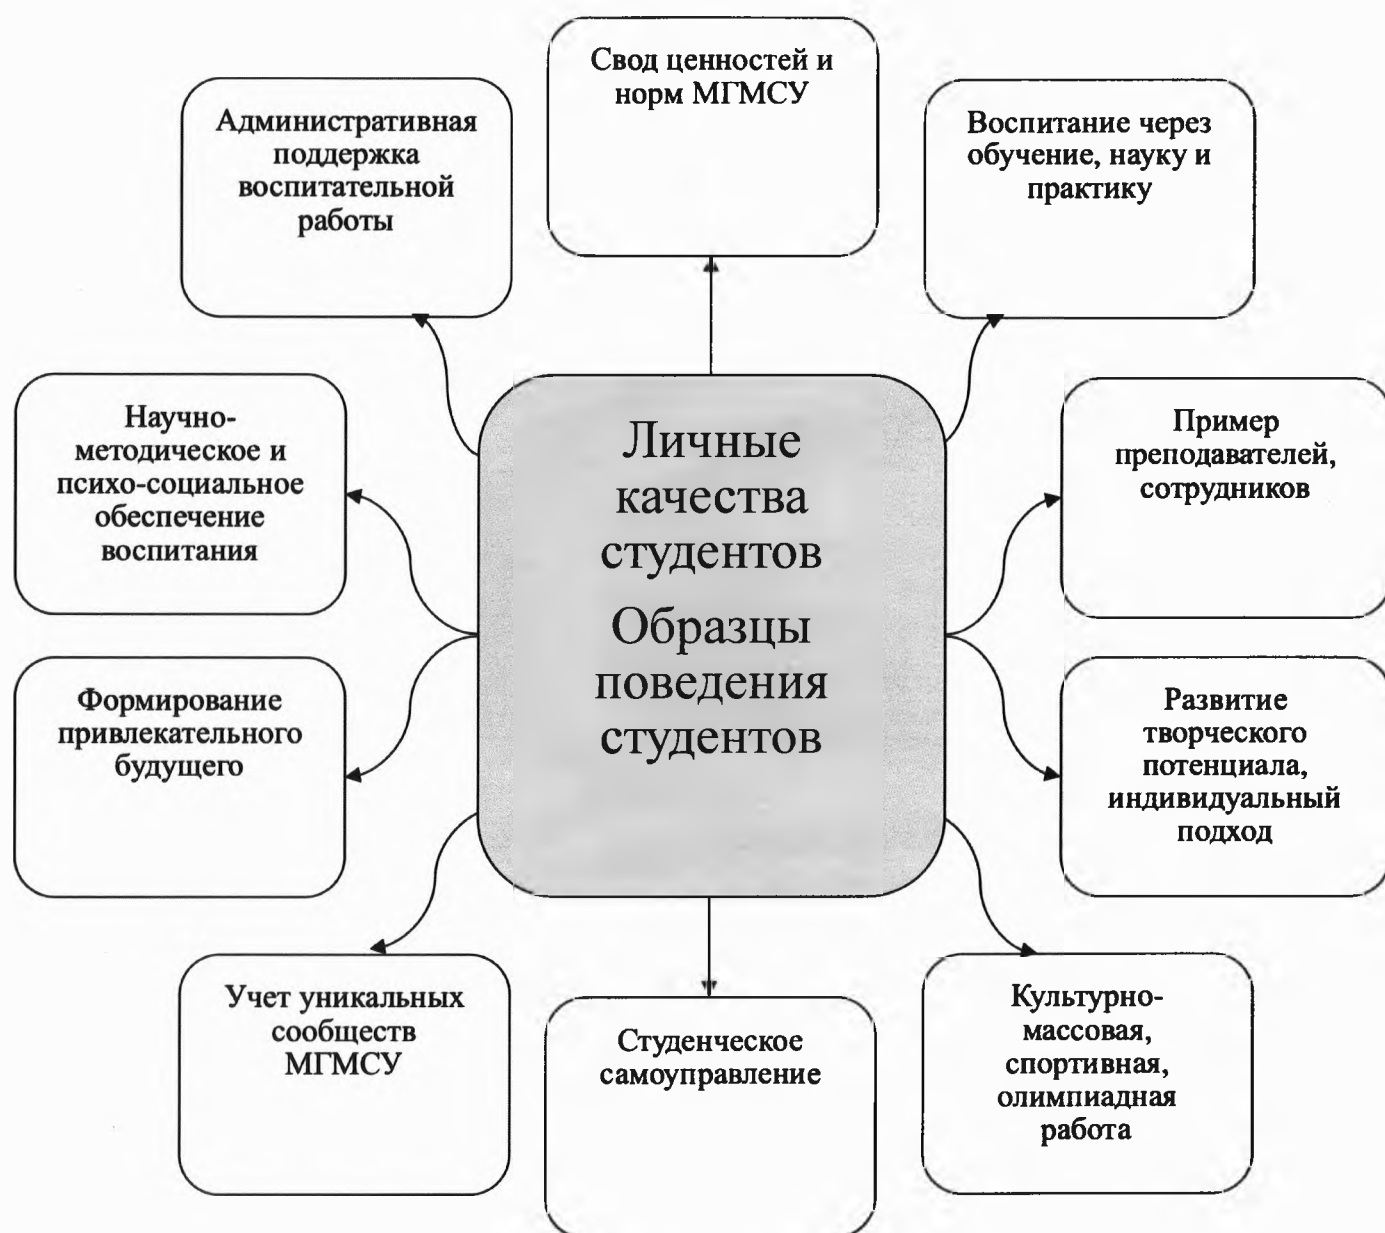 Свод ценностей и
норм МГМСУ
Административная
поддержка
воспитательной
работы
Воспитание через
обучение, науку и
практику
Научно-
методическое и
психо-социальное
обеспечение
воспитания
Личные
качества
студентов
Образцы
поведения
студентов
Пример
преподавателей,
сотрудников
Формирование
привлекательного
будущего
Развитие
творческого
потенциала,
индивидуальный
подход
Учет уникальных
сообществ
МГМСУ
Студенческое
самоуправление
Культурно-
массовая,
спортивная,
олимпиадная
работа